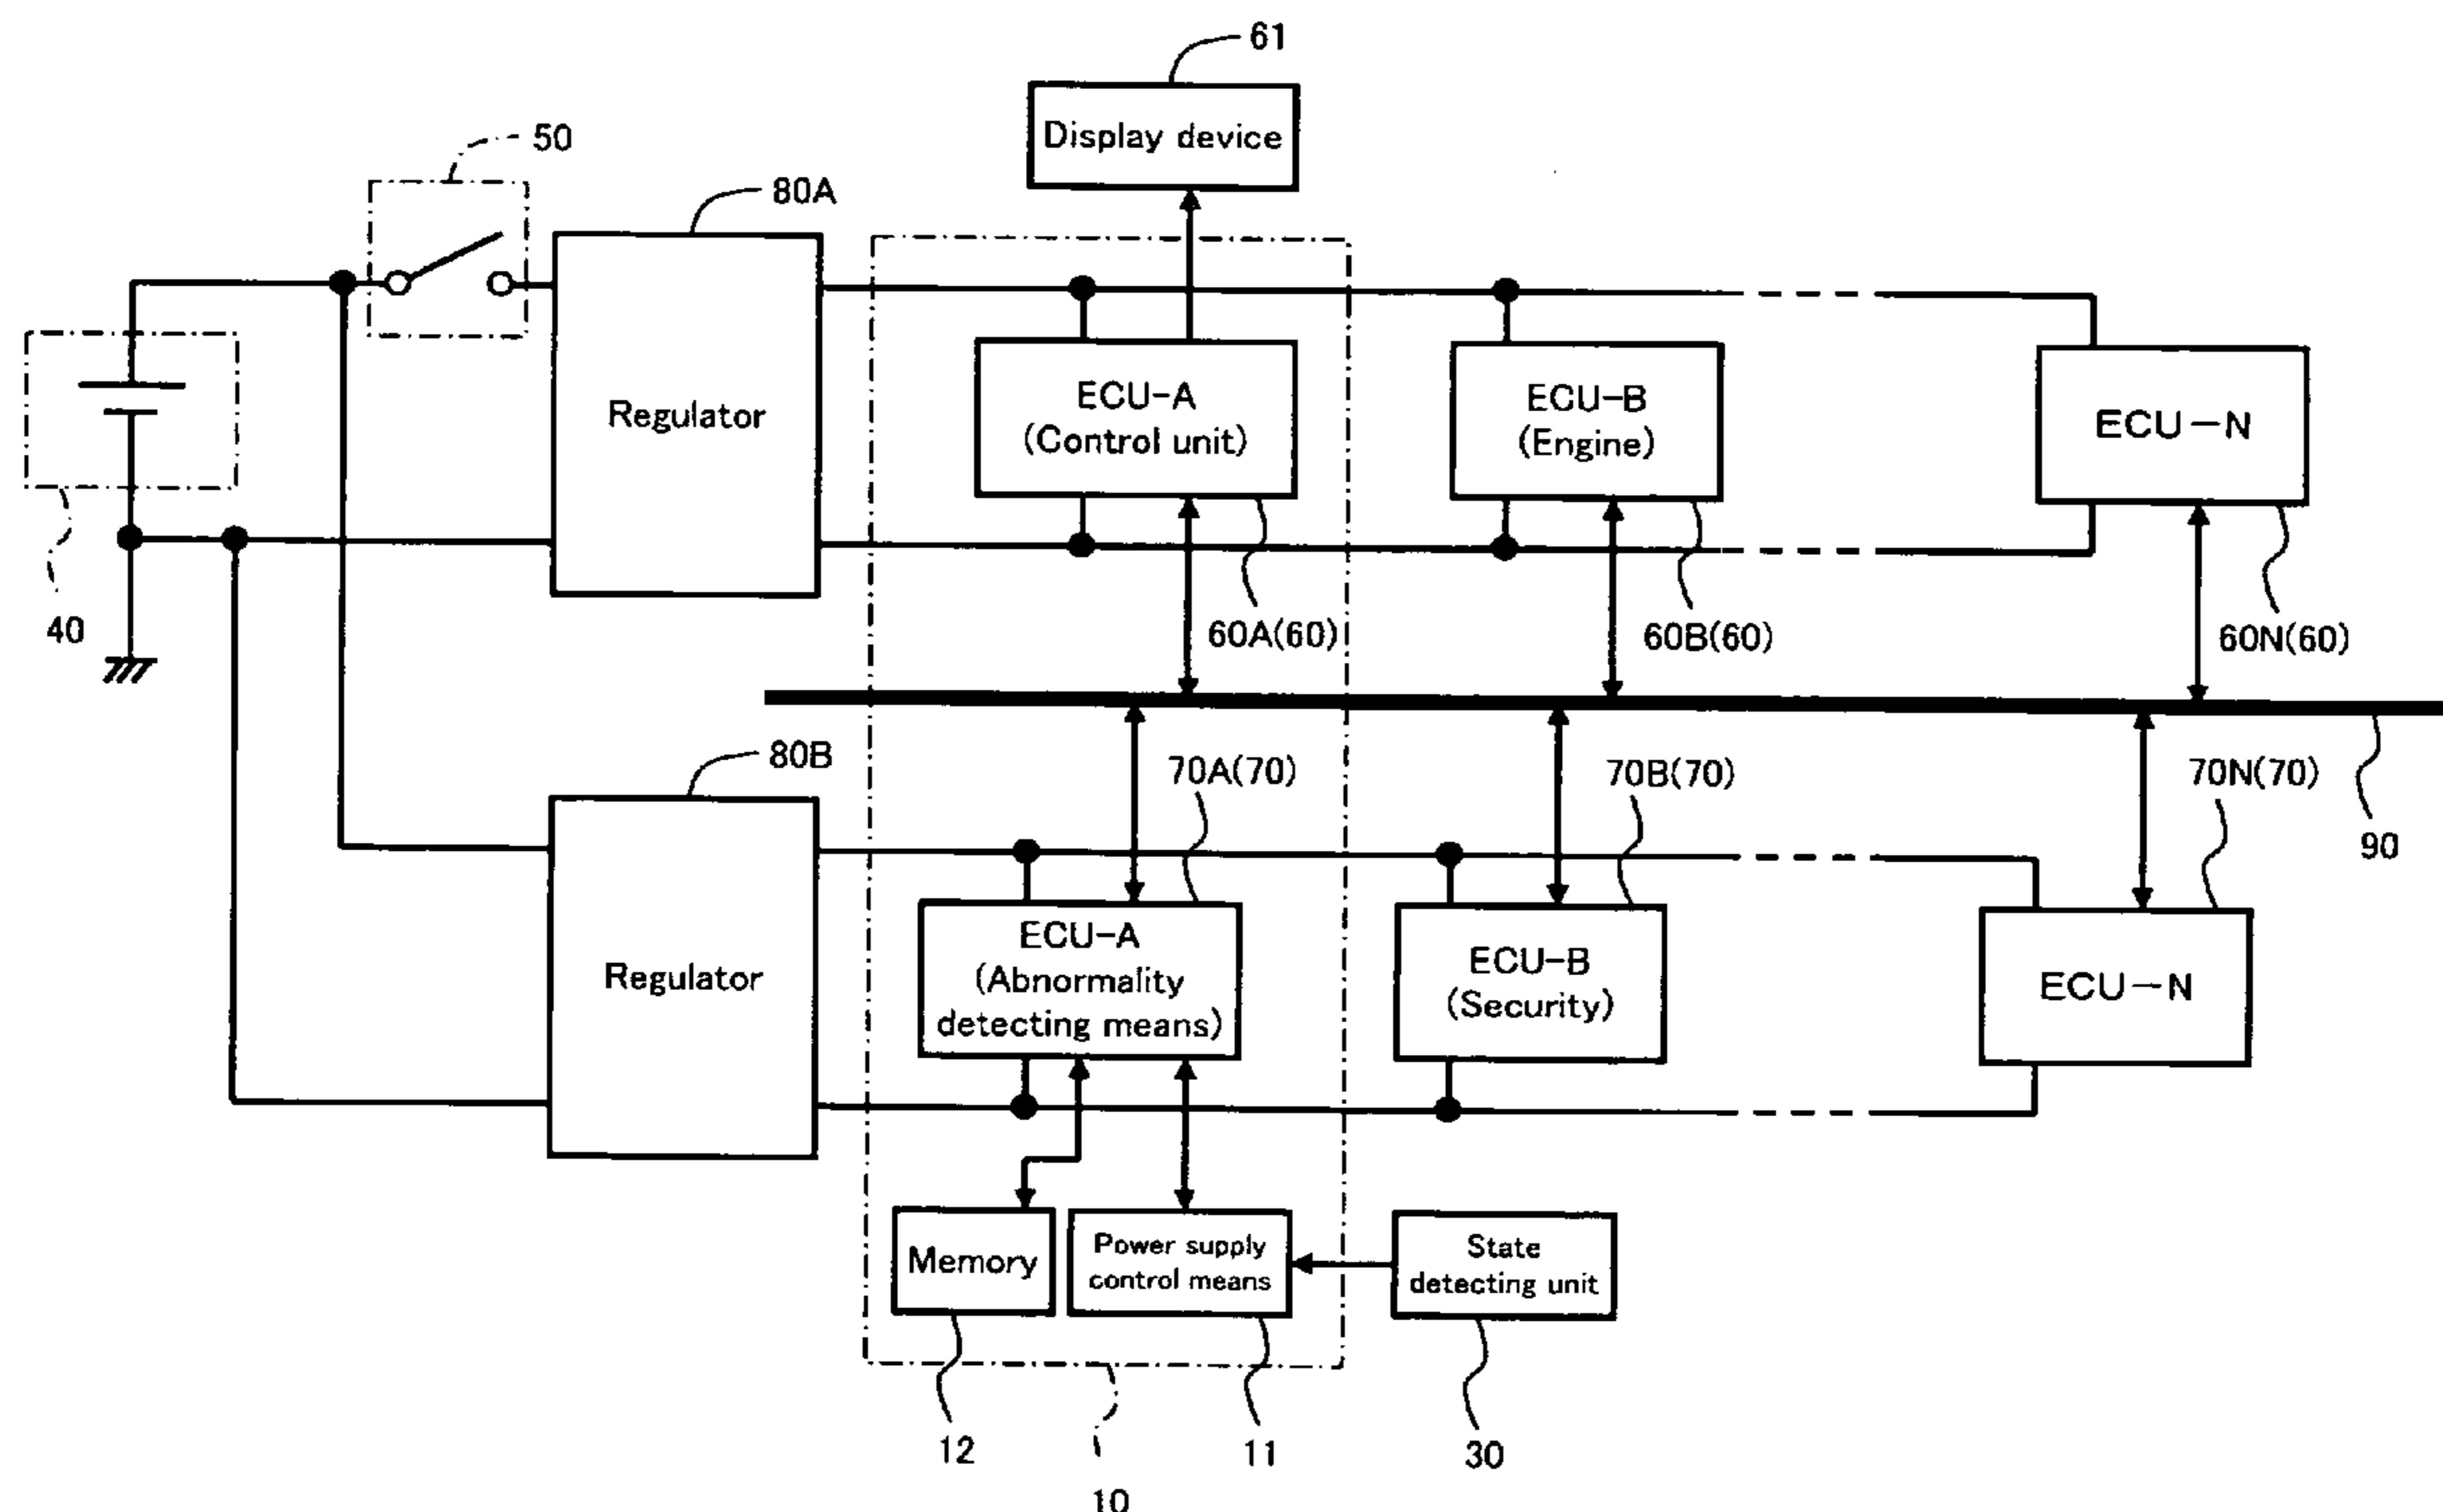 61
Display device
50
80A
Regulator
ECU-A
(Control unit)
ECU-B
(Engine)
ECU-N
40
60A(60)
60B(60)
60N(60)
80B
70A(70)
70B(70)
70N(70)
90
Regulator
ECU-A
(Abnormality
detecting means)
ECU-B
(Security)
ECU-N
Memory
Power supply
control means
State
detecting unit
12
11
30
10